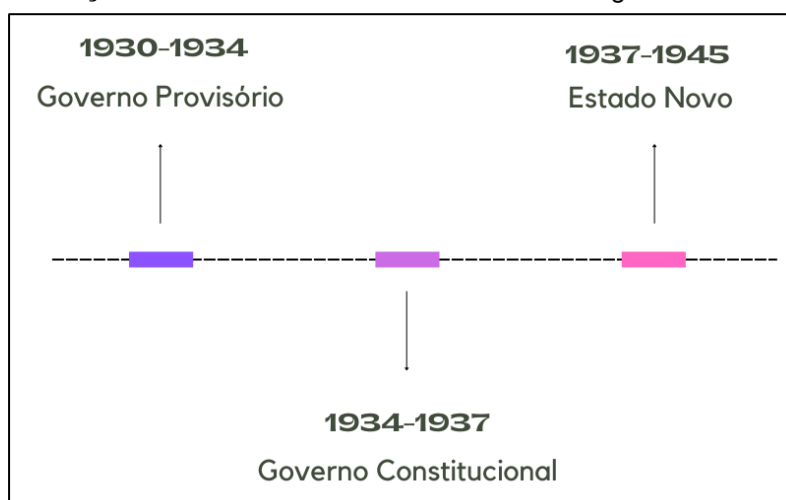 1930-1934
Governo Provisório
1937-1945
Estado Novo
1934-1937
Governo Constitucional